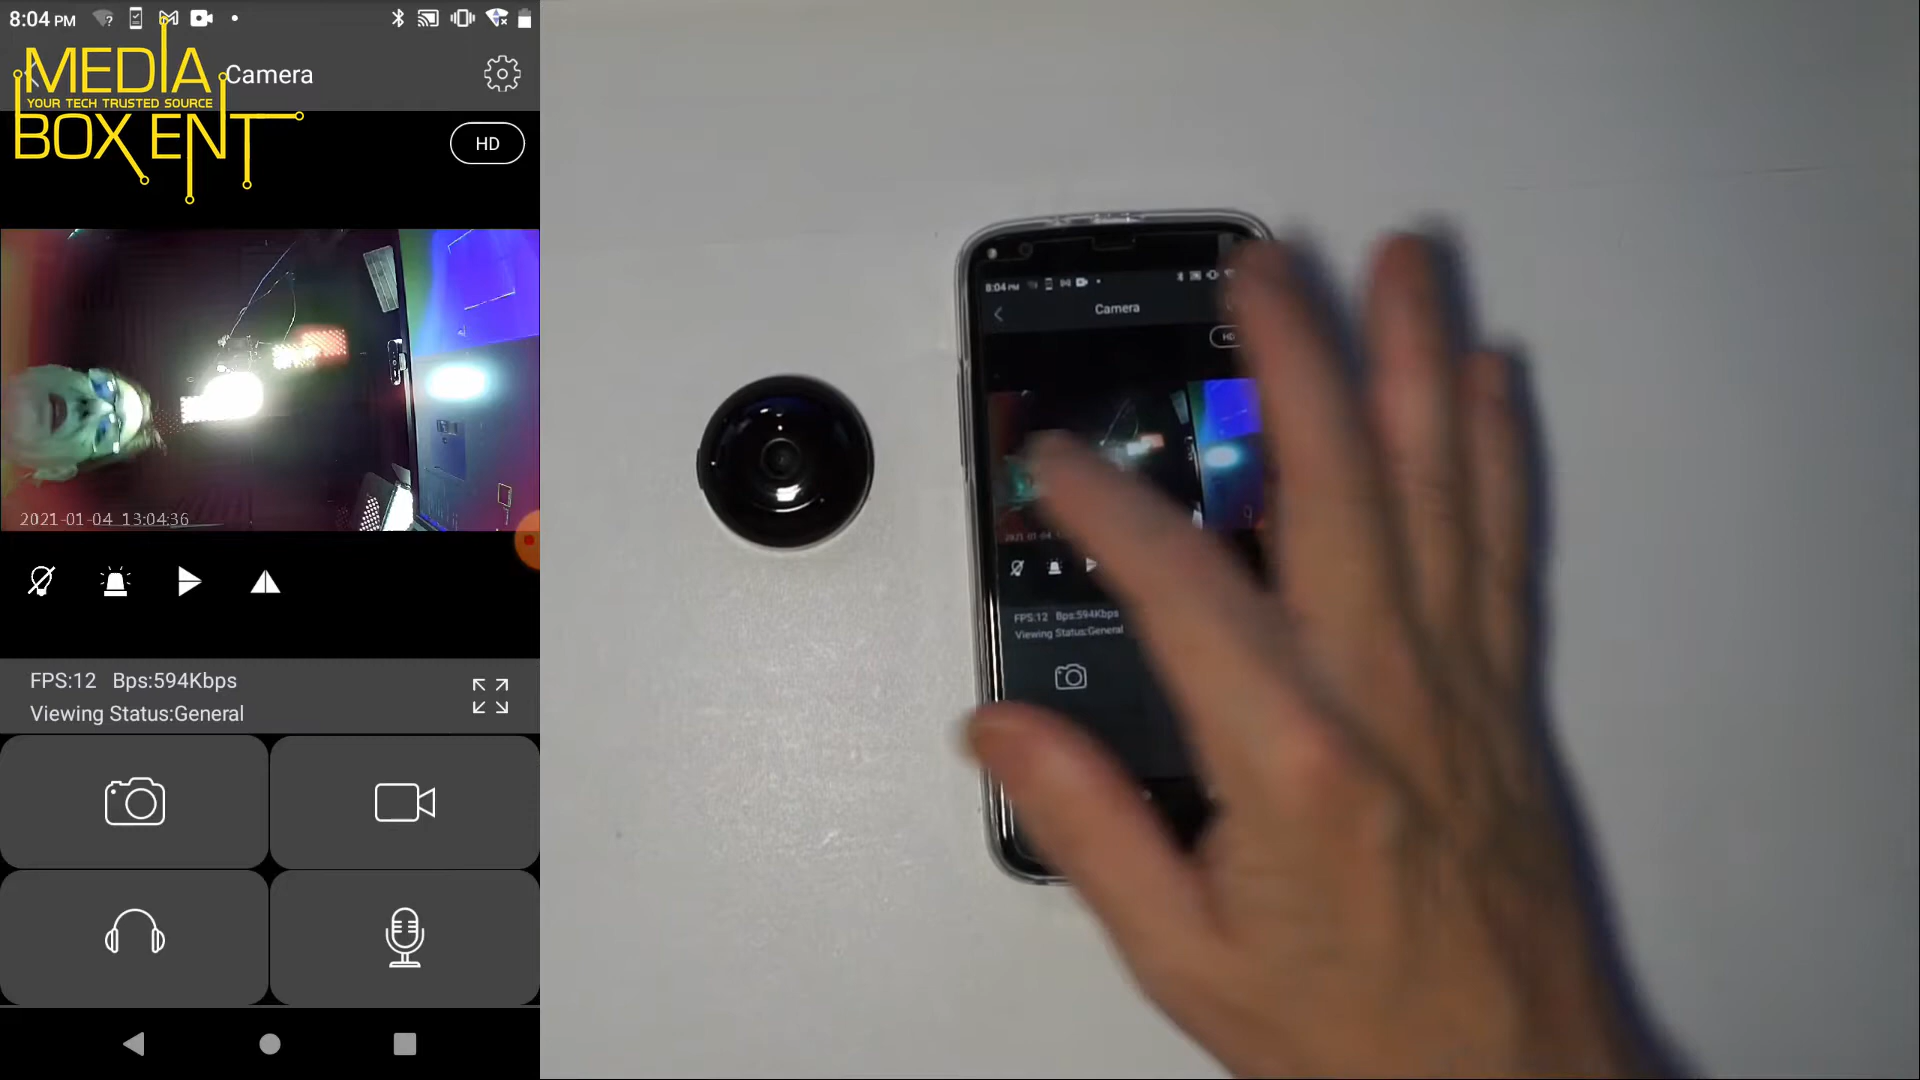 8:04 PM
MEDIA
YOUR TECH TRUSTED SOURCE
BOX ENT
Camera
HD
2021-01-04 13:04:36
FPS:12 Bps:594Kbps
Viewing Status:General
8:04 PM
Camera
HD
FPS:12 Bps:594Kbps
Viewing Status:General